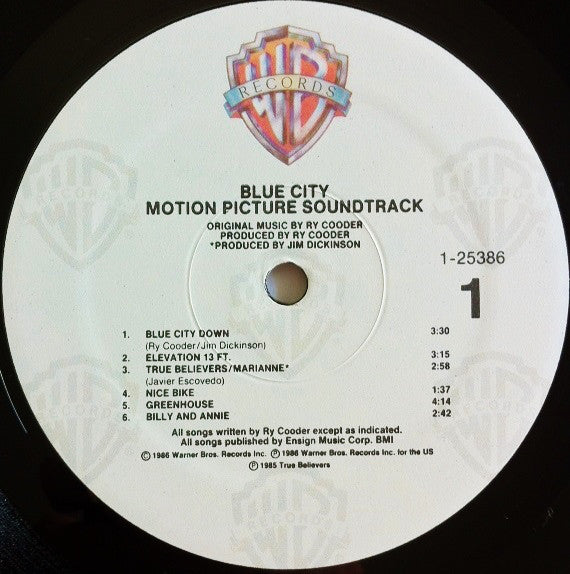 WB
RECORDS
BLUE CITY
MOTION PICTURE SOUNDTRACK
ORIGINAL MUSIC BY RY COODER
PRODUCED BY RY COODER
*PRODUCED BY JIM DICKINSON
1-25386
1
1. BLUE CITY DOWN 3:30
(Ry Cooder/Jim Dickinson)
2. ELEVATION 13 FT. 3:15
3. TRUE BELIEVERS/MARIANNE* 2:58
(Javier Escovedo)
4. NICE BIKE 1:37
5. GREENHOUSE 4:14
6. BILLY AND ANNIE 2:42
All songs written by Ry Cooder except as indicated.
All songs published by Ensign Music Corp. BMI
© 1986 Warner Bros. Records Inc. ℗ 1986 Warner Bros. Records Inc. for the US
℗ 1985 True Believers